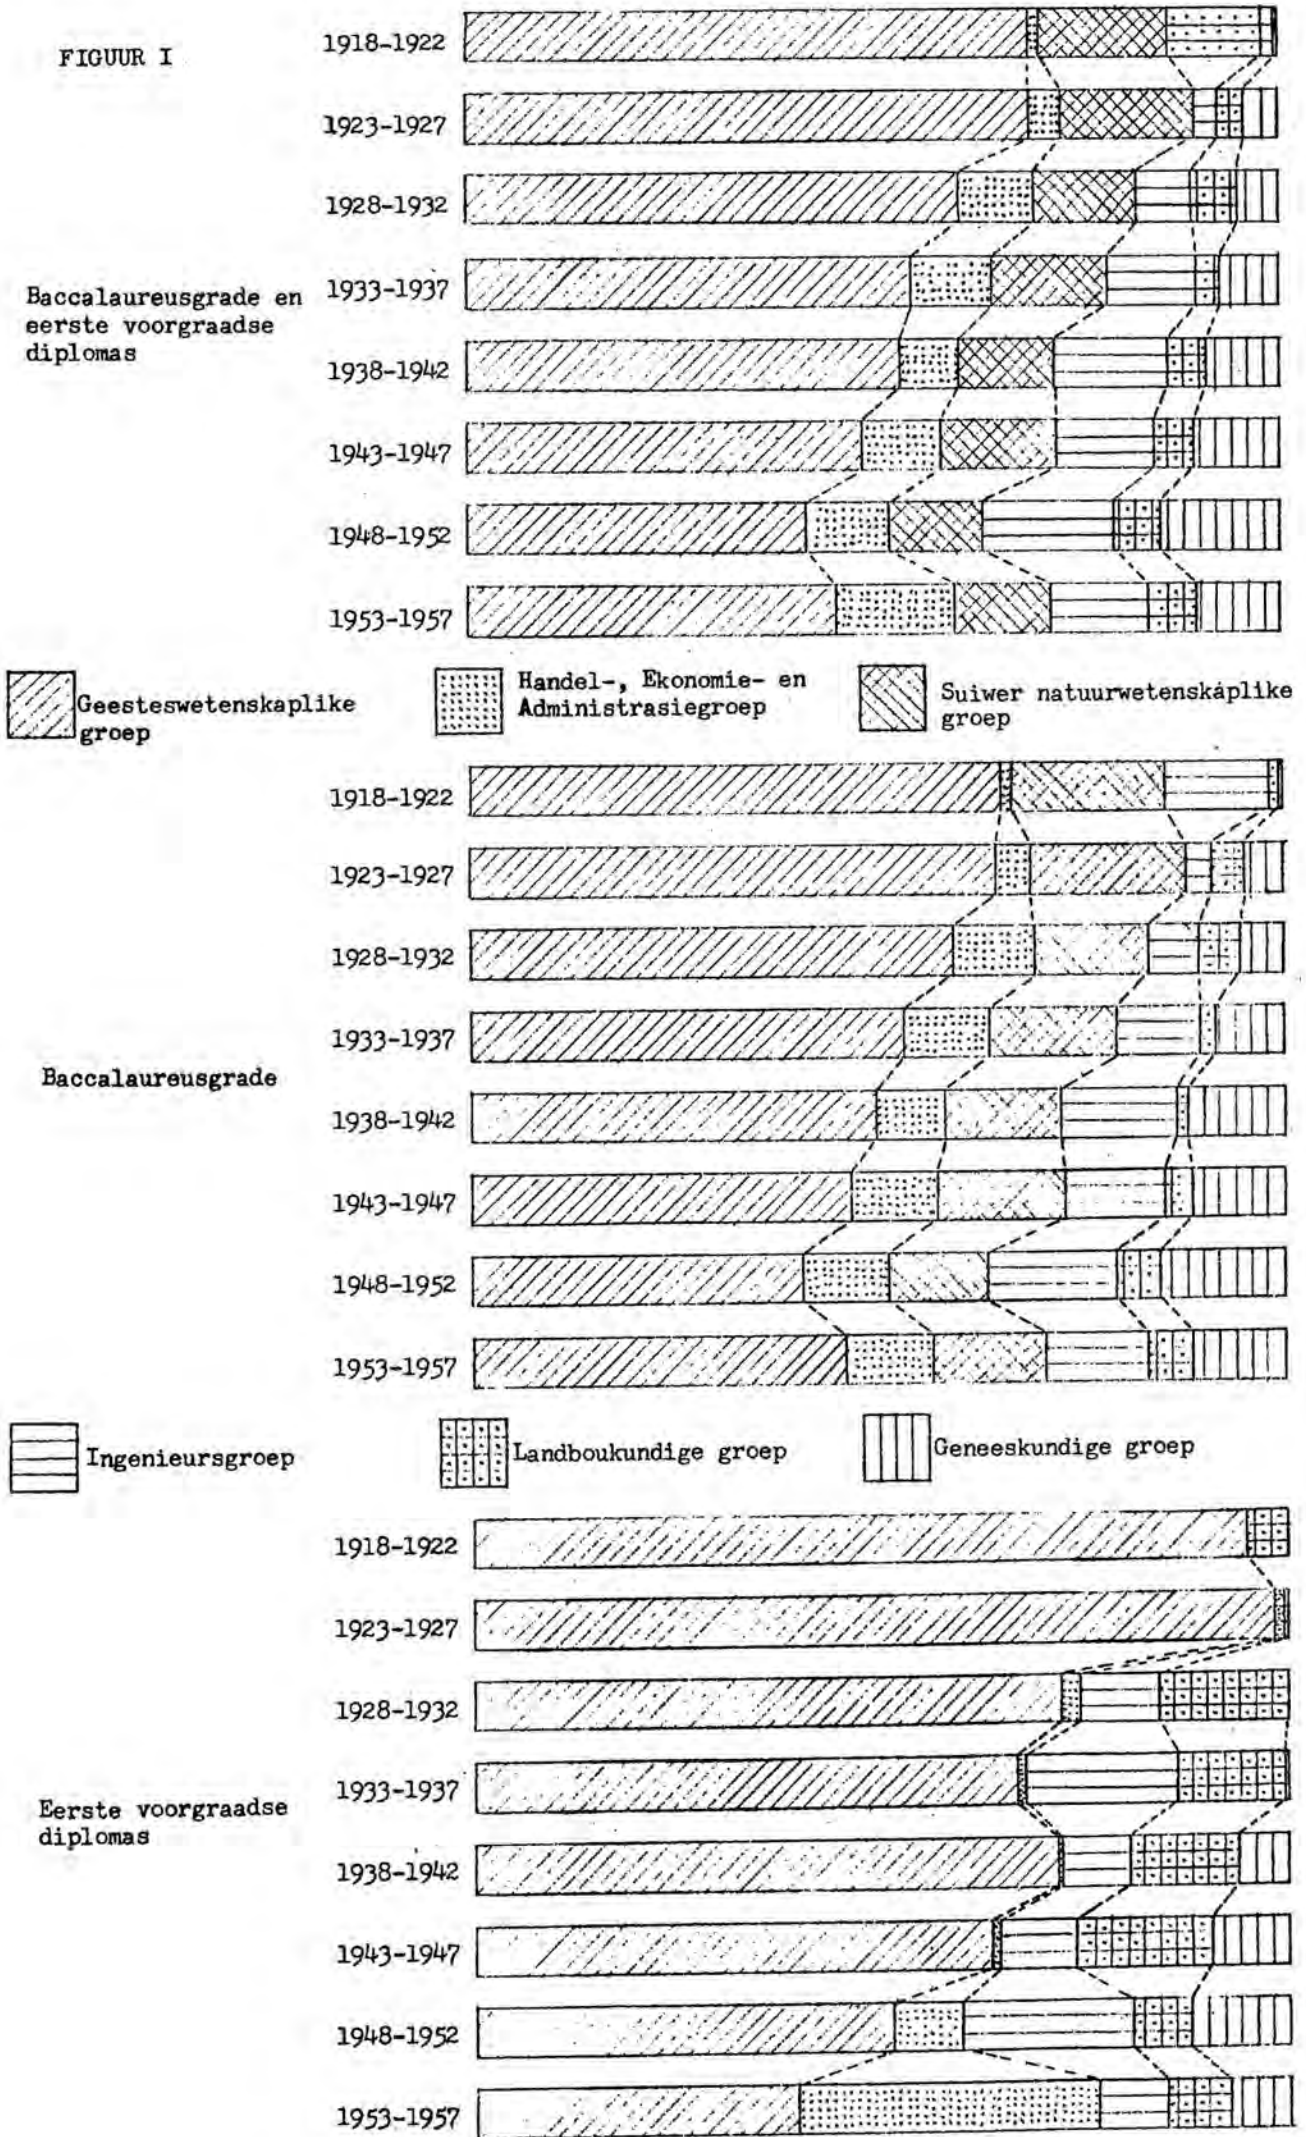 FIGUUR I
1918-1922
1923-1927
1928-1932
Baccalaureusgrade en
eerste voorgraadse
diplomas
1933-1937
1938-1942
1943-1947
1948-1952
1953-1957
Geesteswetenskaplike
groep
Handel-, Ekonomie- en
Administrasiegroep
Suiwer natuurwetenskaplike
groep
1918-1922
1923-1927
1928-1932
1933-1937
Baccalaureusgrade
1938-1942
1943-1947
1948-1952
1953-1957
Ingenieursgroep
Landboukundige groep
Geneeskundige groep
1918-1922
1923-1927
1928-1932
1933-1937
Eerste voorgraadse
diplomas
1938-1942
1943-1947
1948-1952
1953-1957